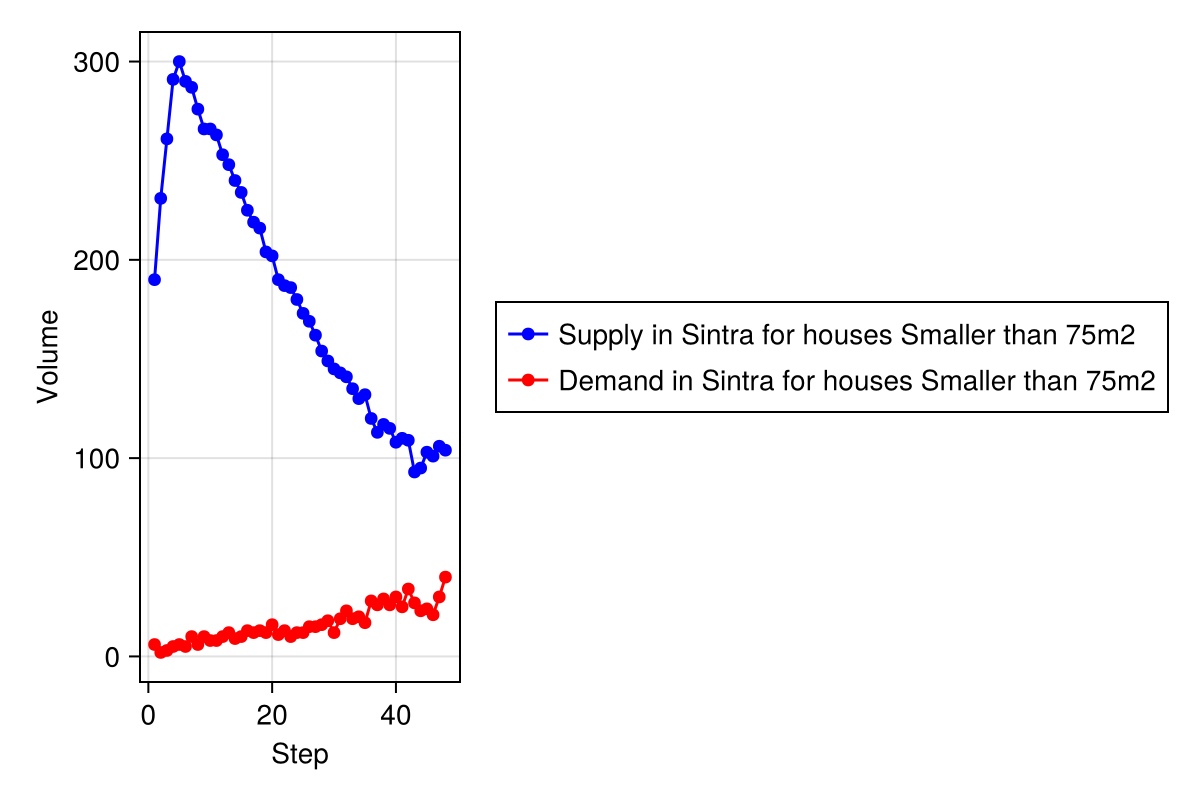 300
200
100
0
Volume
0 20 40
Step
Supply in Sintra for houses Smaller than 75m2
Demand in Sintra for houses Smaller than 75m2